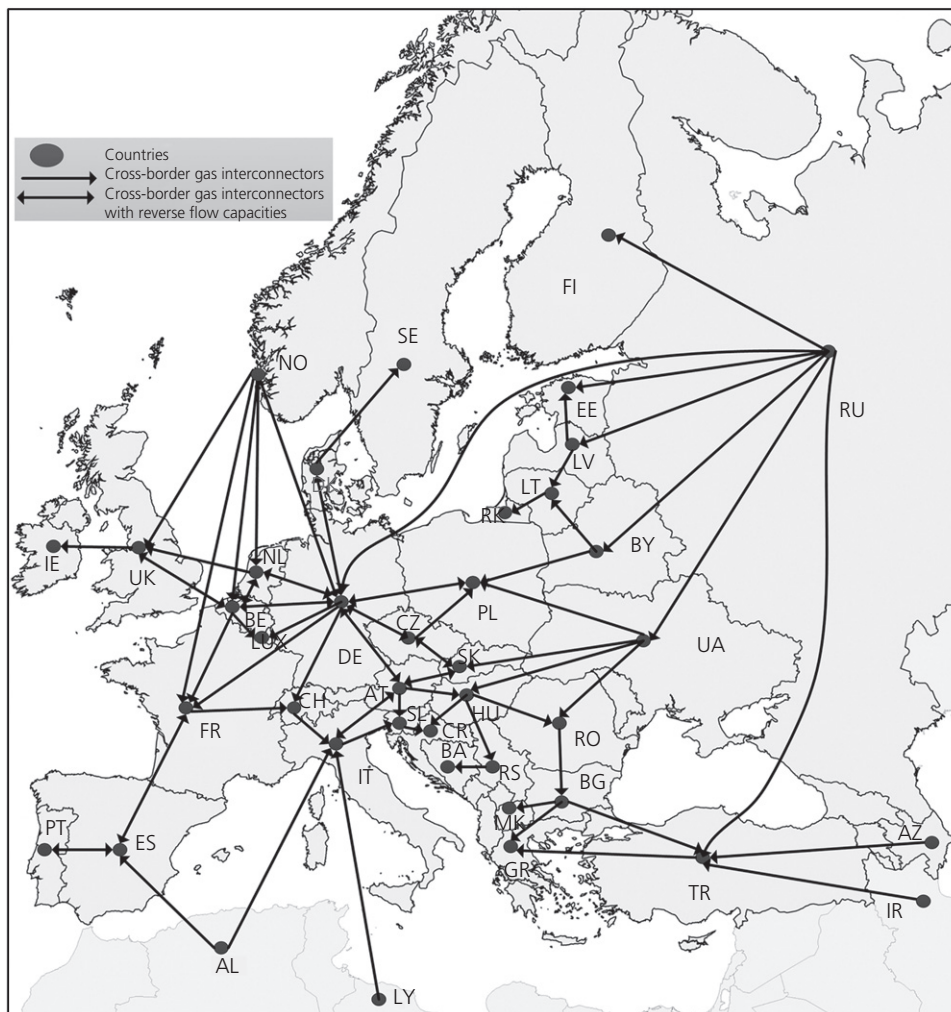 Countries
Cross-border gas interconnectors
Cross-border gas interconnectors
with reverse flow capacities
FI
SE
NO
RU
EE
LV
LT
RK
BY
IE
UK
NL
BE
LUX
PL
CZ
DE
SK
UA
AT
HU
CH
FR
SL
CR
RO
IT
BA
RS
BG
MK
PT
ES
GR
TR
AZ
IR
AL
LY